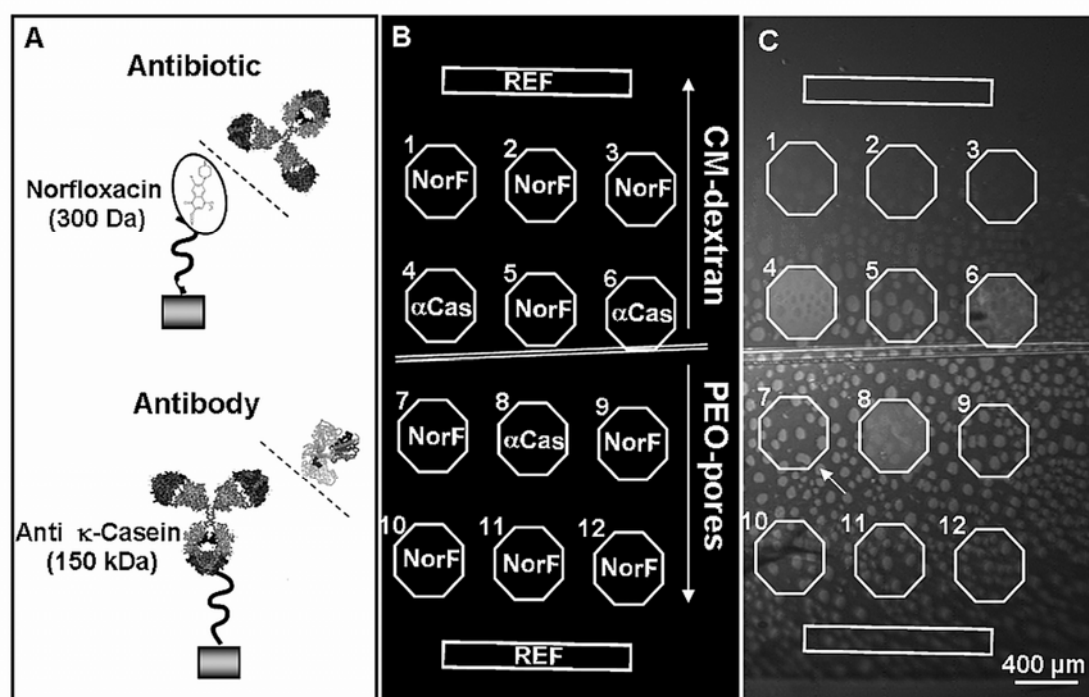 A
Antibiotic
Norfloxacin
(300 Da)
Antibody
Anti κ-Casein
(150 kDa)
B
REF
1 2 3
NorF NorF NorF
4 5 6
αCas NorF αCas
7 8 9
NorF αCas NorF
10 11 12
NorF NorF NorF
REF
CM-dextran
PEO-pores
C
1 2 3
4 5 6
7 8 9
10 11 12
400 µm